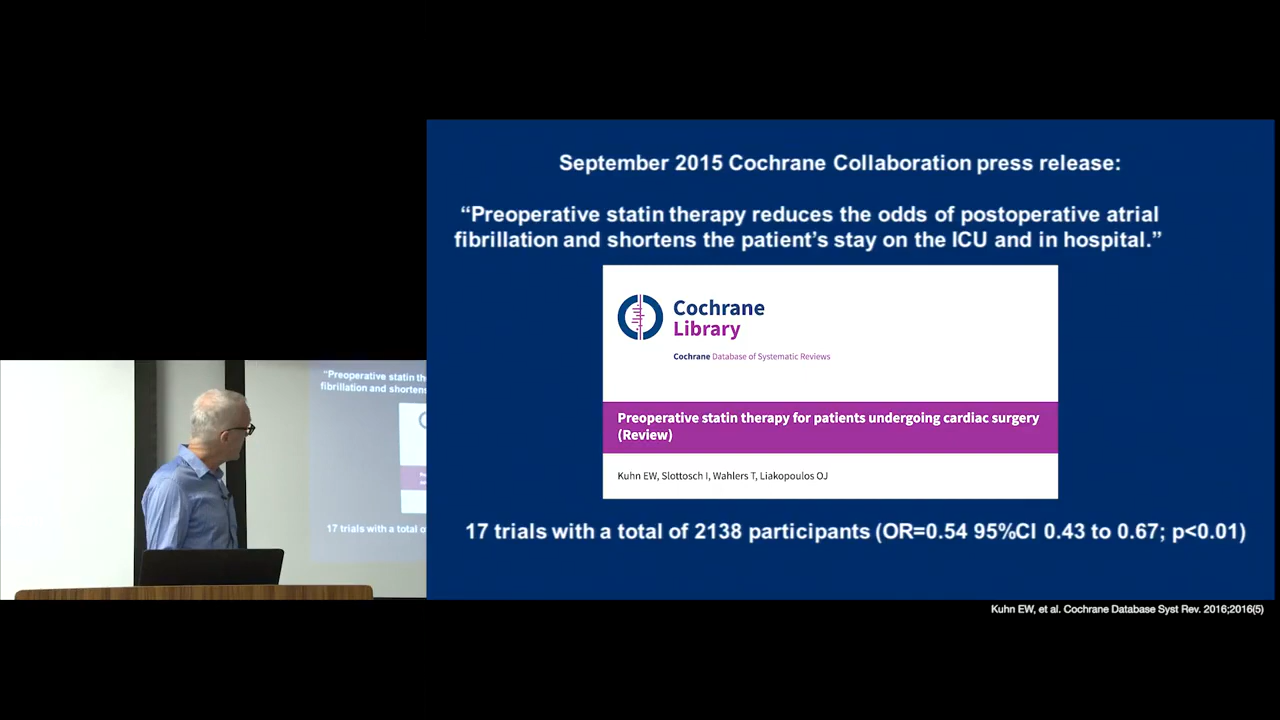 September 2015 Cochrane Collaboration press release:
“Preoperative statin therapy reduces the odds of postoperative atrial
fibrillation and shortens the patient’s stay on the ICU and in hospital.”
Cochrane
Library
Cochrane Database of Systematic Reviews
Preoperative statin therapy for patients undergoing cardiac surgery
(Review)
Kuhn EW, Slottosch I, Wahlers T, Liakopoulos OJ
17 trials with a total of 2138 participants (OR=0.54 95%CI 0.43 to 0.67; p<0.01)
Kuhn EW, et al. Cochrane Database Syst Rev. 2016;2016(5)
“Preoperative statin th
fibrillation and shortens
17 trials with a total o